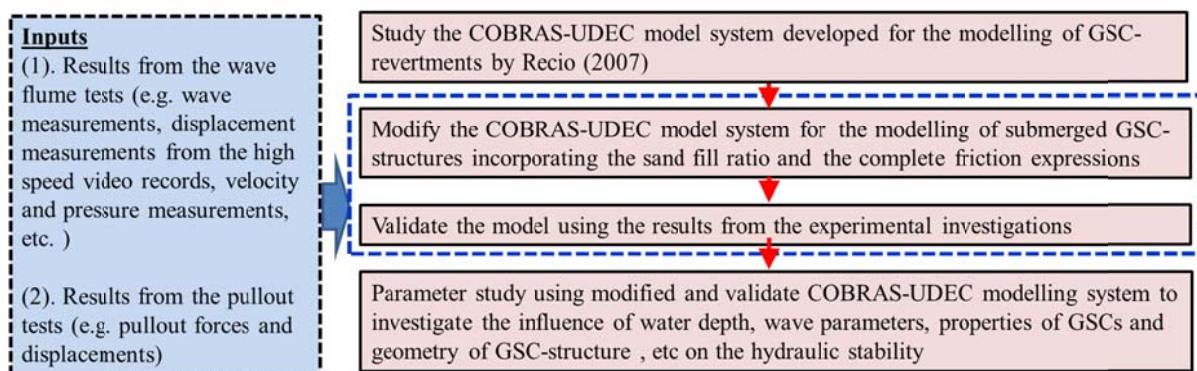 Inputs
(1). Results from the wave
flume tests (e.g. wave
measurements, displacement
measurements from the high
speed video records, velocity
and pressure measurements,
etc. )
(2). Results from the pullout
tests (e.g. pullout forces and
displacements)
Study the COBRAS-UDEC model system developed for the modelling of GSC-
revertments by Recio (2007)
Modify the COBRAS-UDEC model system for the modelling of submerged GSC-
structures incorporating the sand fill ratio and the complete friction expressions
Validate the model using the results from the experimental investigations
Parameter study using modified and validate COBRAS-UDEC modelling system to
investigate the influence of water depth, wave parameters, properties of GSCs and
geometry of GSC-structure , etc on the hydraulic stability